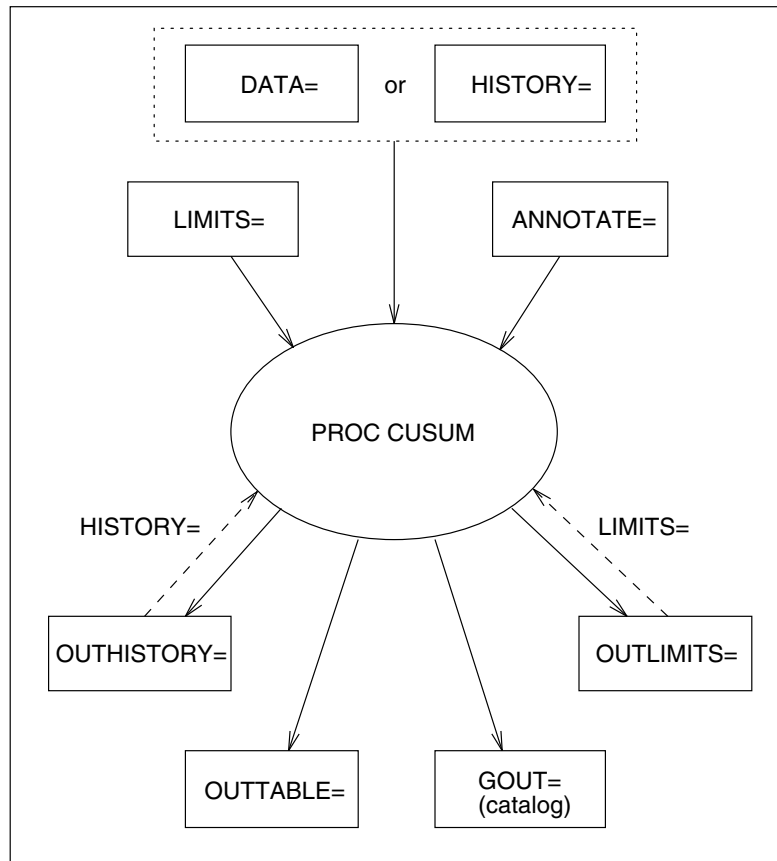 DATA= or HISTORY=
LIMITS= ANNOTATE=
PROC CUSUM
HISTORY= LIMITS=
OUTHISTORY= OUTLIMITS=
OUTTABLE= GOUT=
(catalog)